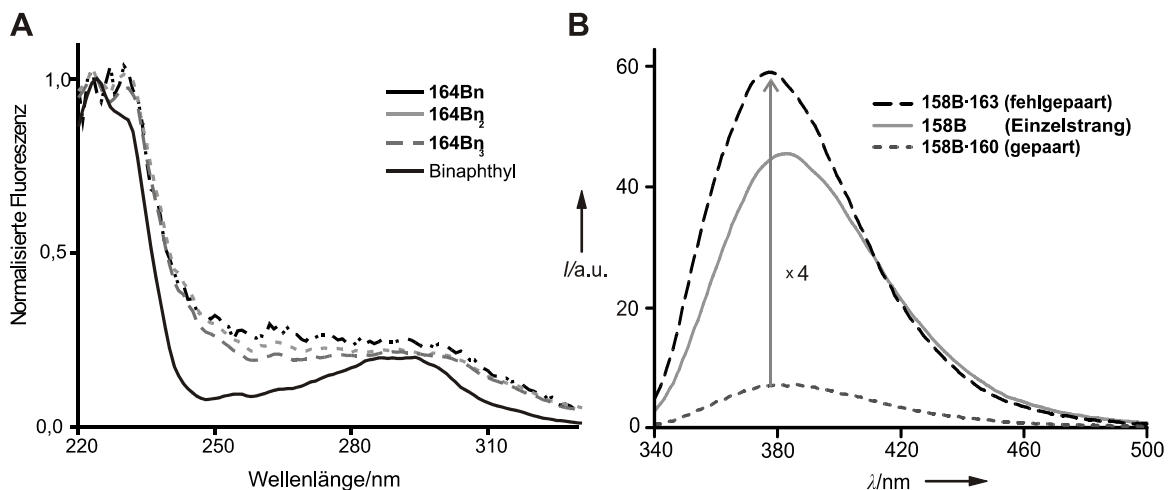 A
1,0
0,5
0,0
220
250
280
310
Normalisierte Fluoreszenz
Wellenlänge/nm
164Bn
164Bn2
164Bn3
Binaphthyl
B
60
40
20
0
340
380
420
460
500
I/a.u.
λ/nm
× 4
158B·163 (fehlgepaart)
158B (Einzelstrang)
158B·160 (gepaart)